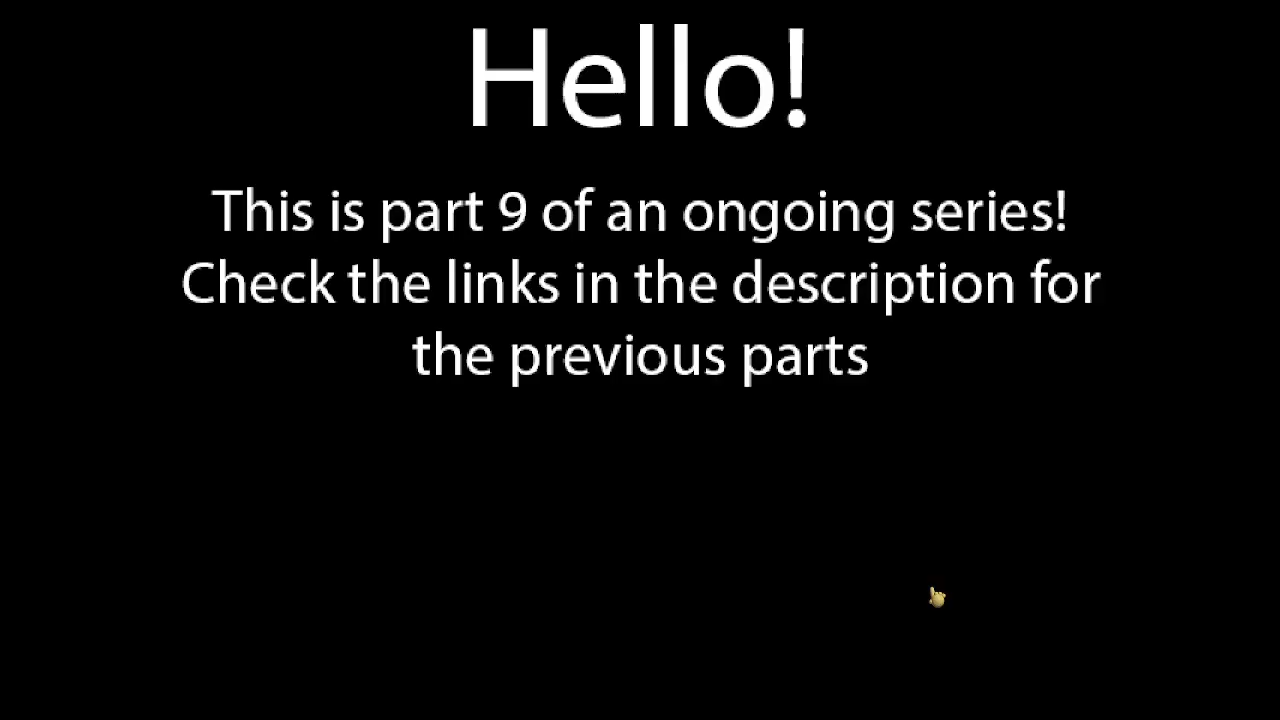 Hello!
This is part 9 of an ongoing series!
Check the links in the description for
the previous parts